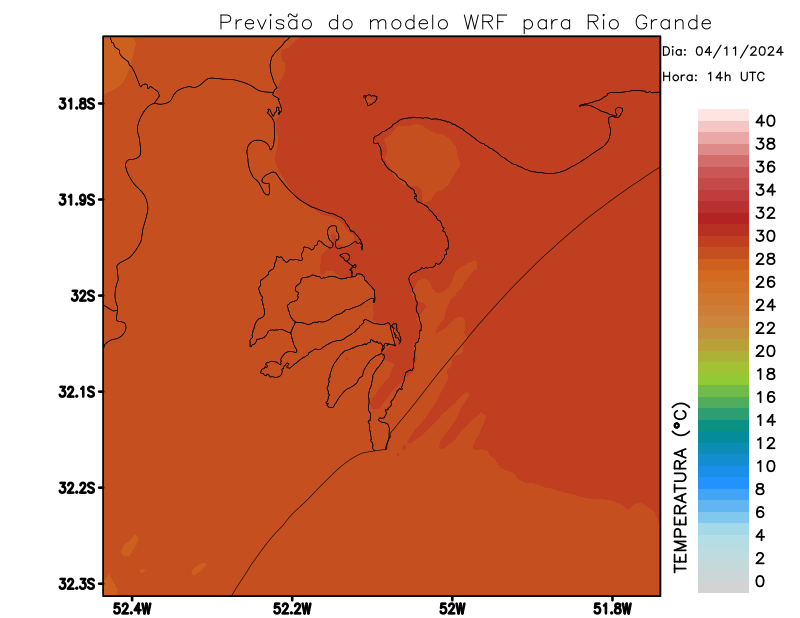 Previsão do modelo WRF para Rio Grande
Dia: 04/11/2024
Hora: 14h UTC
31.8S
31.9S
32S
32.1S
32.2S
32.3S
52.4W
52.2W
52W
51.8W
TEMPERATURA (°C)
40
38
36
34
32
30
28
26
24
22
20
18
16
14
12
10
8
6
4
2
0